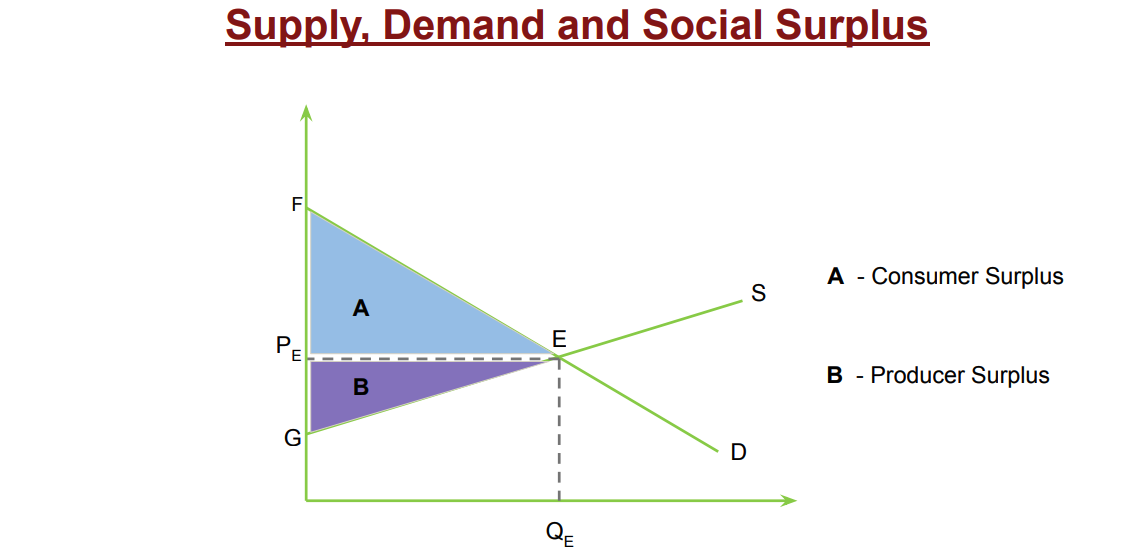 Supply, Demand and Social Surplus
F
A
P_E
E
B
G
S
D
Q_E
A - Consumer Surplus
B - Producer Surplus